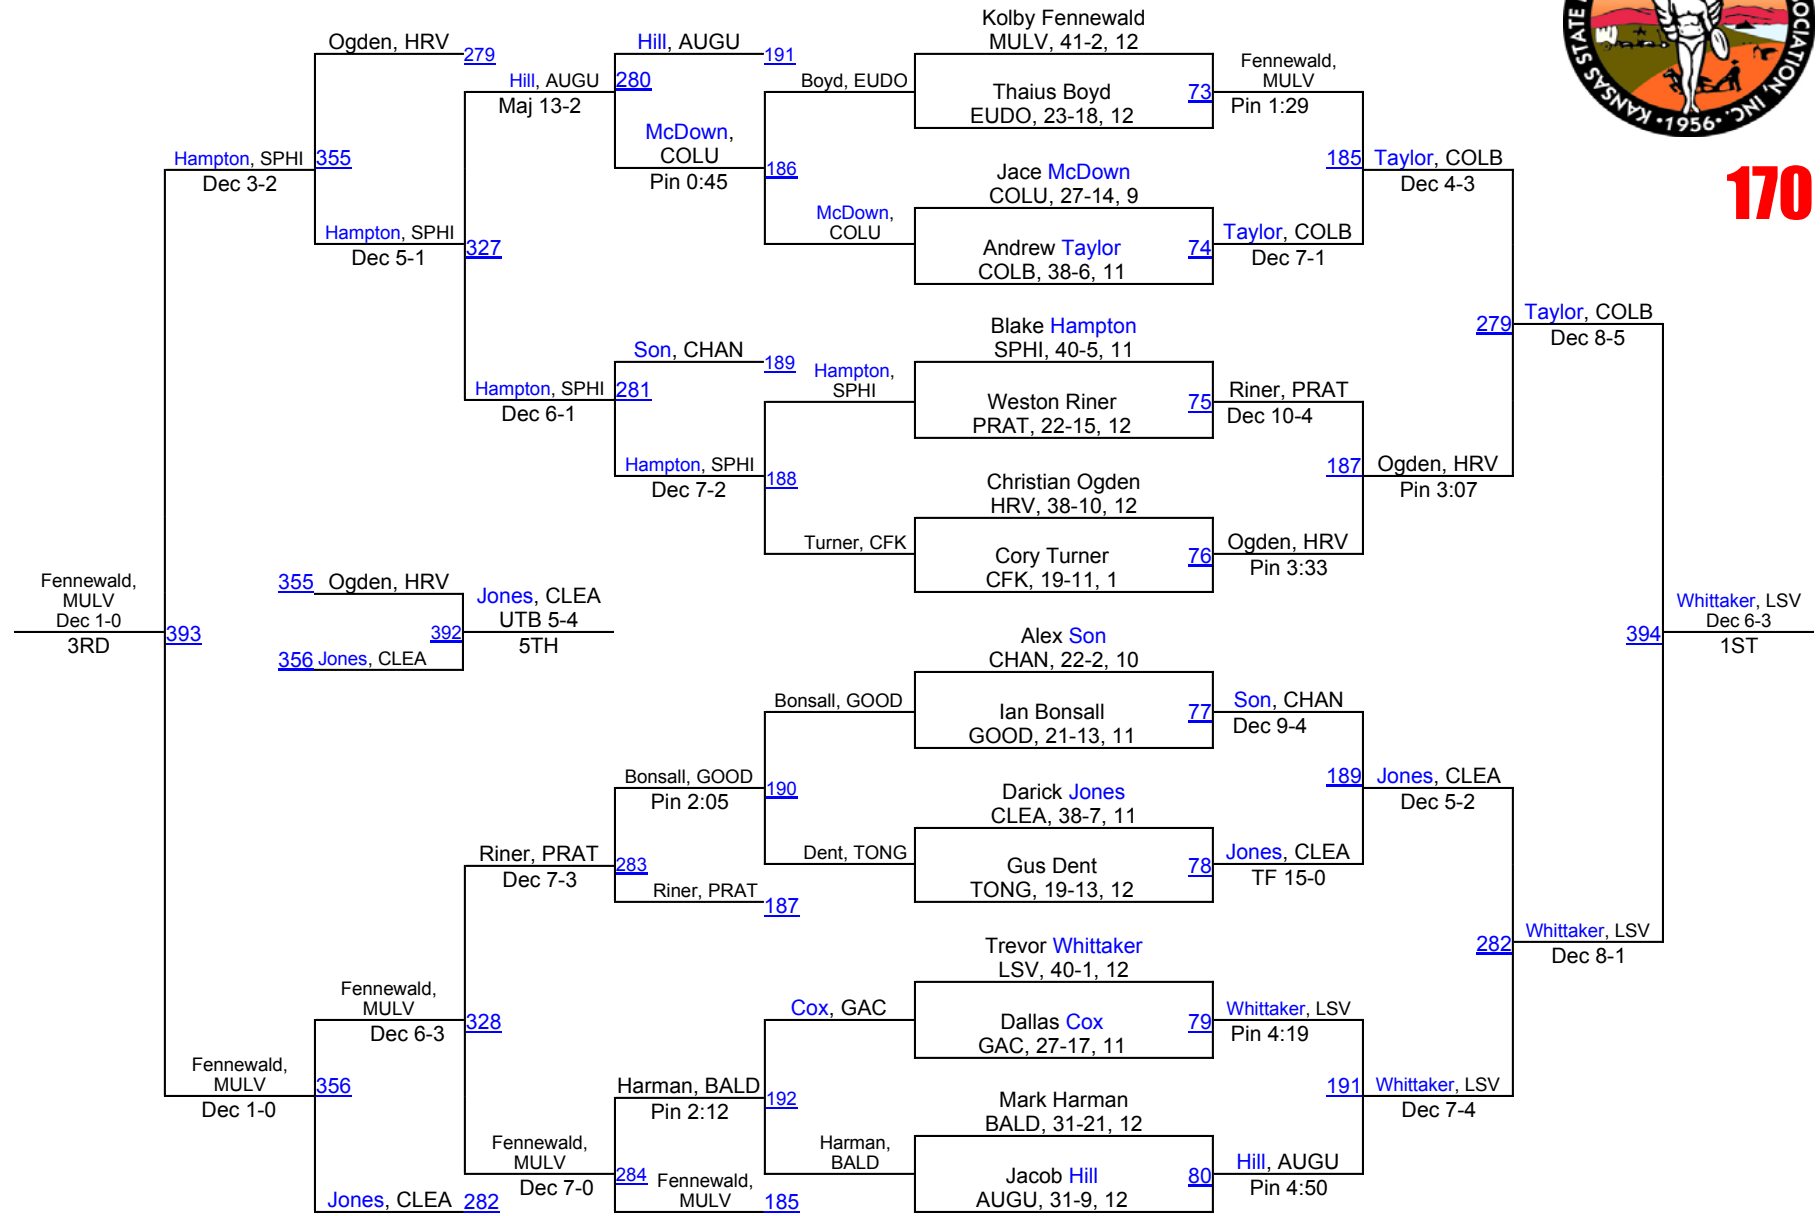 KANSAS STATE
OCIATION, INC.
•1956•
170
Ogden, HRV
279
Hill, AUGU
191
Hill, AUGU
280
Maj 13-2
McDown,
COLU
Pin 0:45
186
Boyd, EUDO
McDown,
COLU
Hampton, SPHI
355
Dec 3-2
Hampton, SPHI
327
Dec 5-1
Son, CHAN
189
Hampton, SPHI
281
Dec 6-1
Hampton,
SPHI
Hampton, SPHI
188
Dec 7-2
Turner, CFK
Kolby Fennewald
MULV, 41-2, 12
Thaius Boyd
73
EUDO, 23-18, 12
Jace McDown
COLU, 27-14, 9
Andrew Taylor
74
COLB, 38-6, 11
Blake Hampton
SPHI, 40-5, 11
Weston Riner
75
PRAT, 22-15, 12
Christian Ogden
HRV, 38-10, 12
Cory Turner
76
CFK, 19-11, 1
Fennewald,
MULV
Pin 1:29
185
Taylor, COLB
Dec 4-3
Taylor, COLB
Dec 7-1
Riner, PRAT
Dec 10-4
187
Ogden, HRV
Pin 3:07
Ogden, HRV
Pin 3:33
279
Taylor, COLB
Dec 8-5
Fennewald,
MULV
Dec 1-0
3RD
393
355
Ogden, HRV
Jones, CLEA
UTB 5-4
392
5TH
356
Jones, CLEA
394
Whittaker, LSV
Dec 6-3
1ST
Bonsall, GOOD
Bonsall, GOOD
190
Pin 2:05
Dent, TONG
Riner, PRAT
283
Dec 7-3
Riner, PRAT
187
Fennewald,
MULV
328
Dec 6-3
Cox, GAC
Fennewald,
MULV
356
Dec 1-0
Harman, BALD
192
Pin 2:12
Harman,
BALD
Fennewald,
MULV
284
Dec 7-0
Fennewald,
MULV
185
Jones, CLEA
282
Alex Son
CHAN, 22-2, 10
Ian Bonsall
77
GOOD, 21-13, 11
Darick Jones
CLEA, 38-7, 11
Gus Dent
78
TONG, 19-13, 12
Trevor Whittaker
LSV, 40-1, 12
Dallas Cox
79
GAC, 27-17, 11
Mark Harman
BALD, 31-21, 12
Jacob Hill
80
AUGU, 31-9, 12
Son, CHAN
Dec 9-4
189
Jones, CLEA
Dec 5-2
Jones, CLEA
TF 15-0
282
Whittaker, LSV
Dec 8-1
Whittaker, LSV
Pin 4:19
191
Whittaker, LSV
Dec 7-4
Hill, AUGU
Pin 4:50